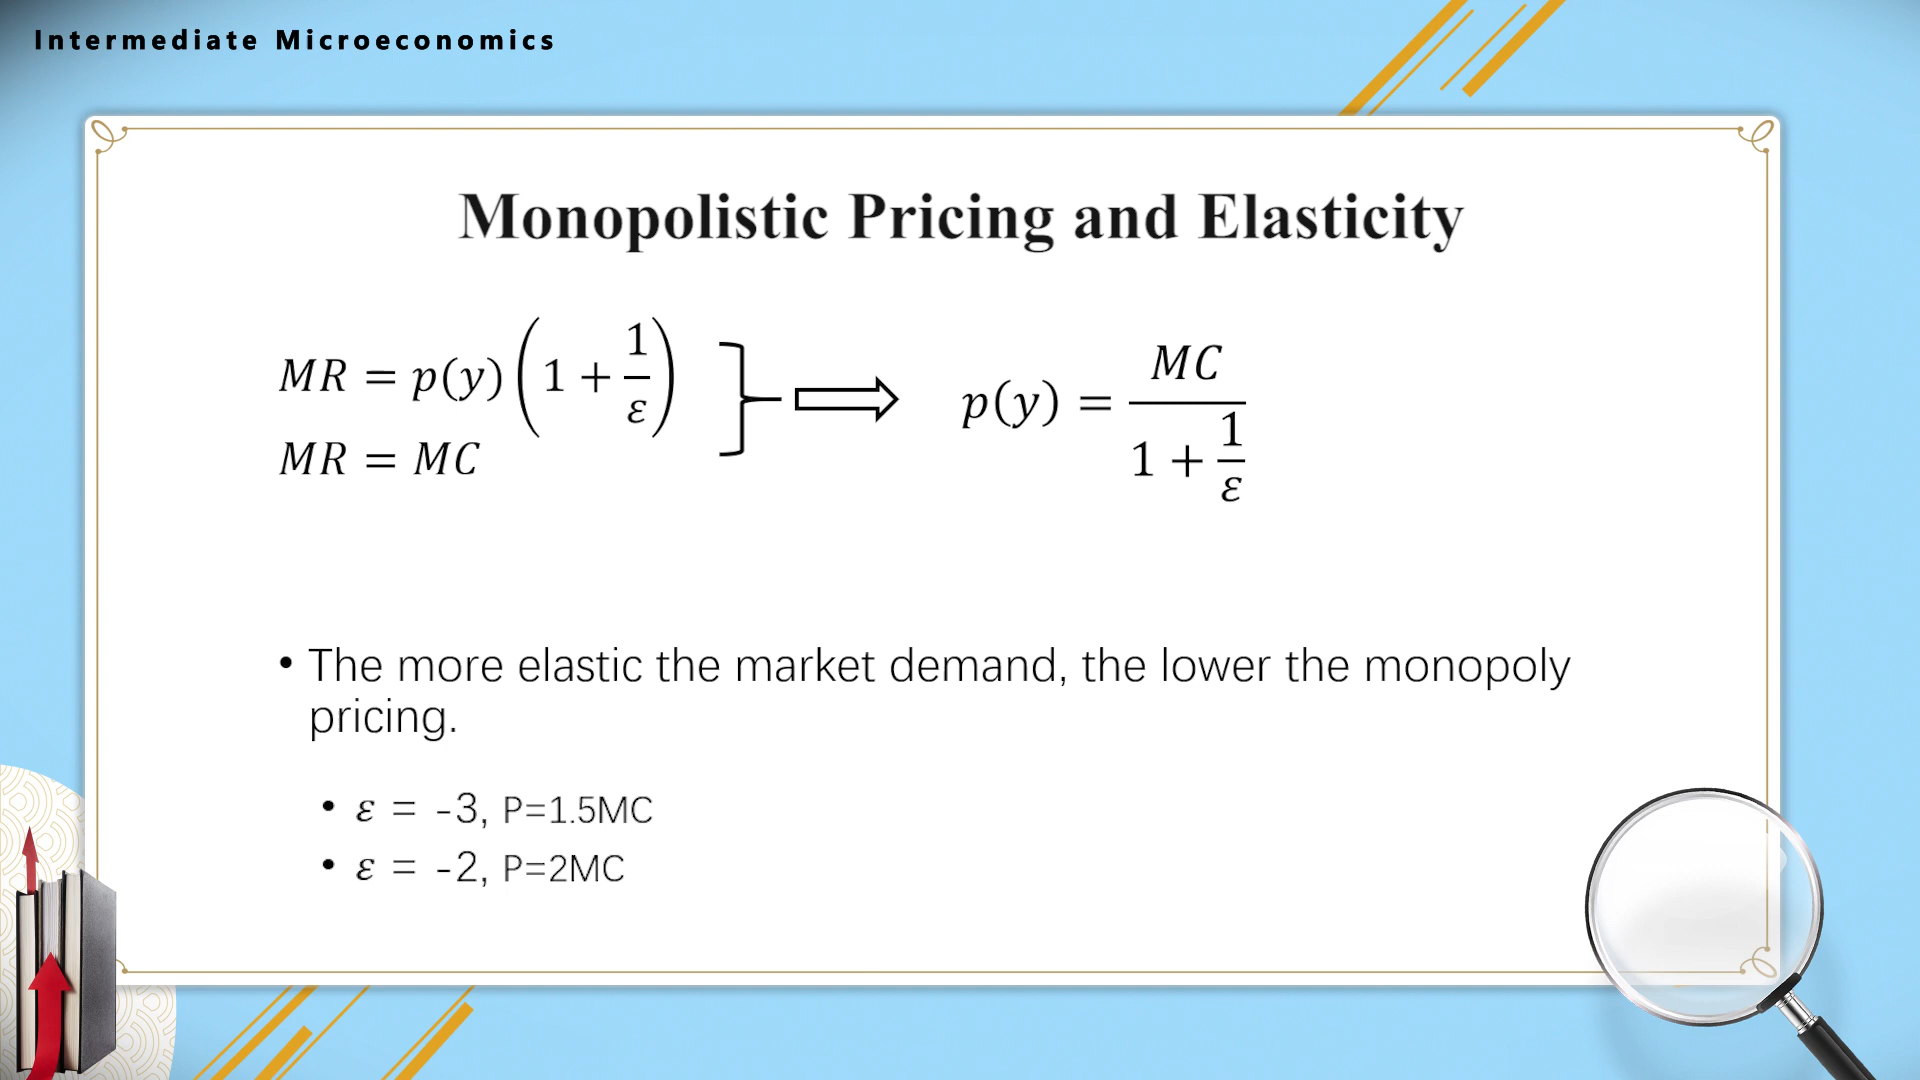 Intermediate Microeconomics
Monopolistic Pricing and Elasticity
MR = p(y)(1 + 1/ε)
MR = MC
p(y) = MC/(1 + 1/ε)
• The more elastic the market demand, the lower the monopoly
pricing.
• ε = -3, P=1.5MC
• ε = -2, P=2MC